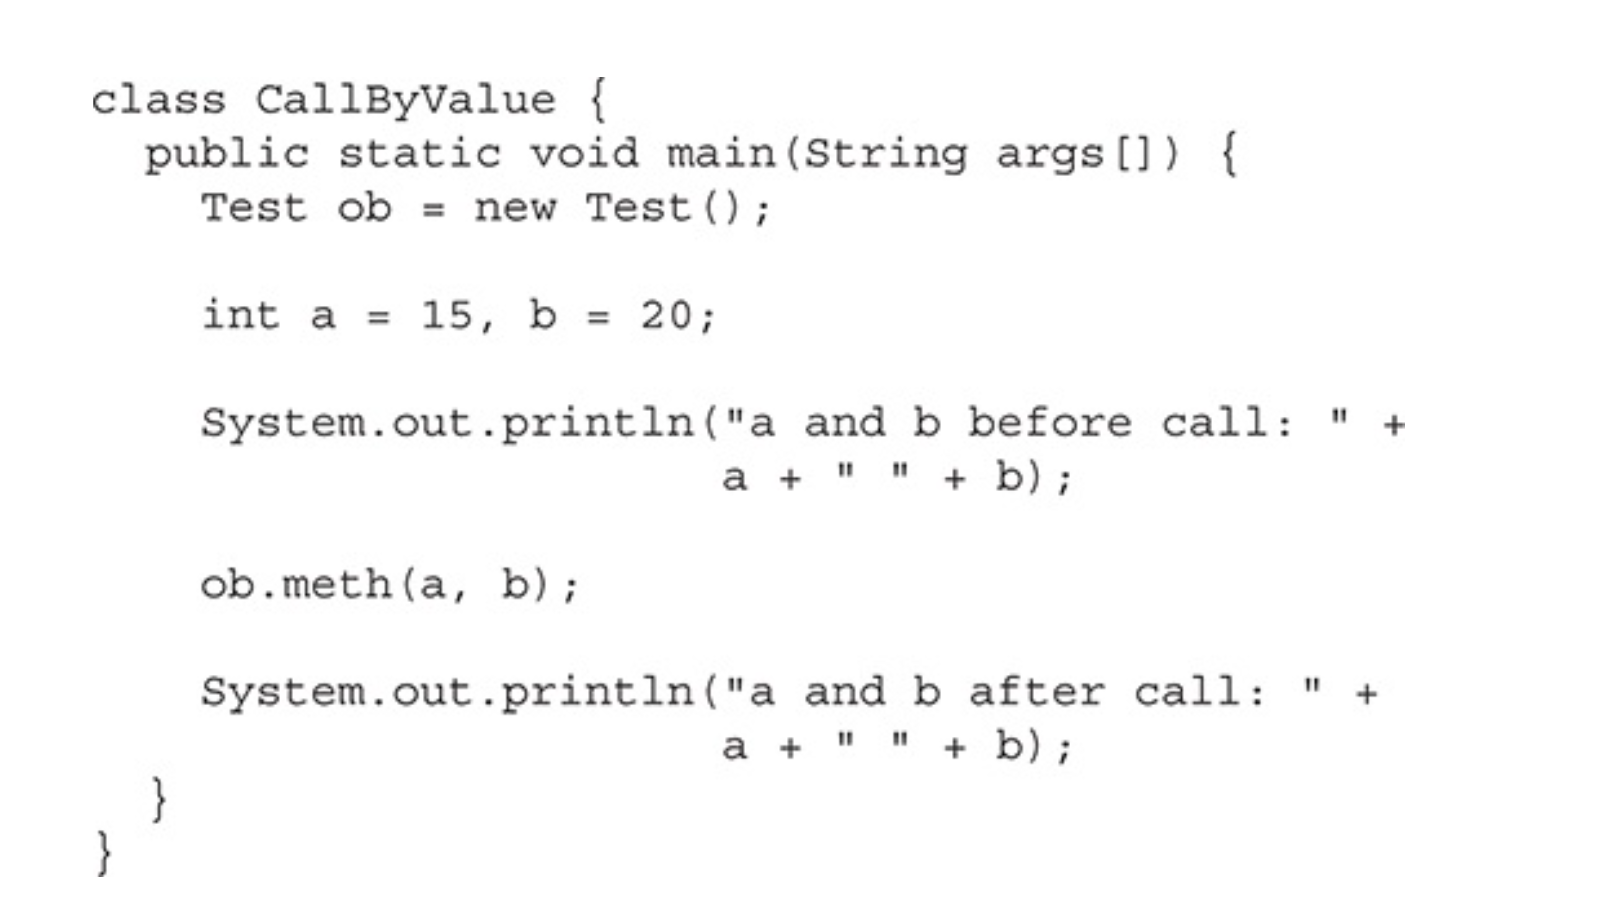 class CallByValue {
  public static void main(String args[]) {
    Test ob = new Test();
    int a = 15, b = 20;
    System.out.println("a and b before call: " +
                       a + " " + b);
    ob.meth(a, b);
    System.out.println("a and b after call: " +
                       a + " " + b);
  }
}